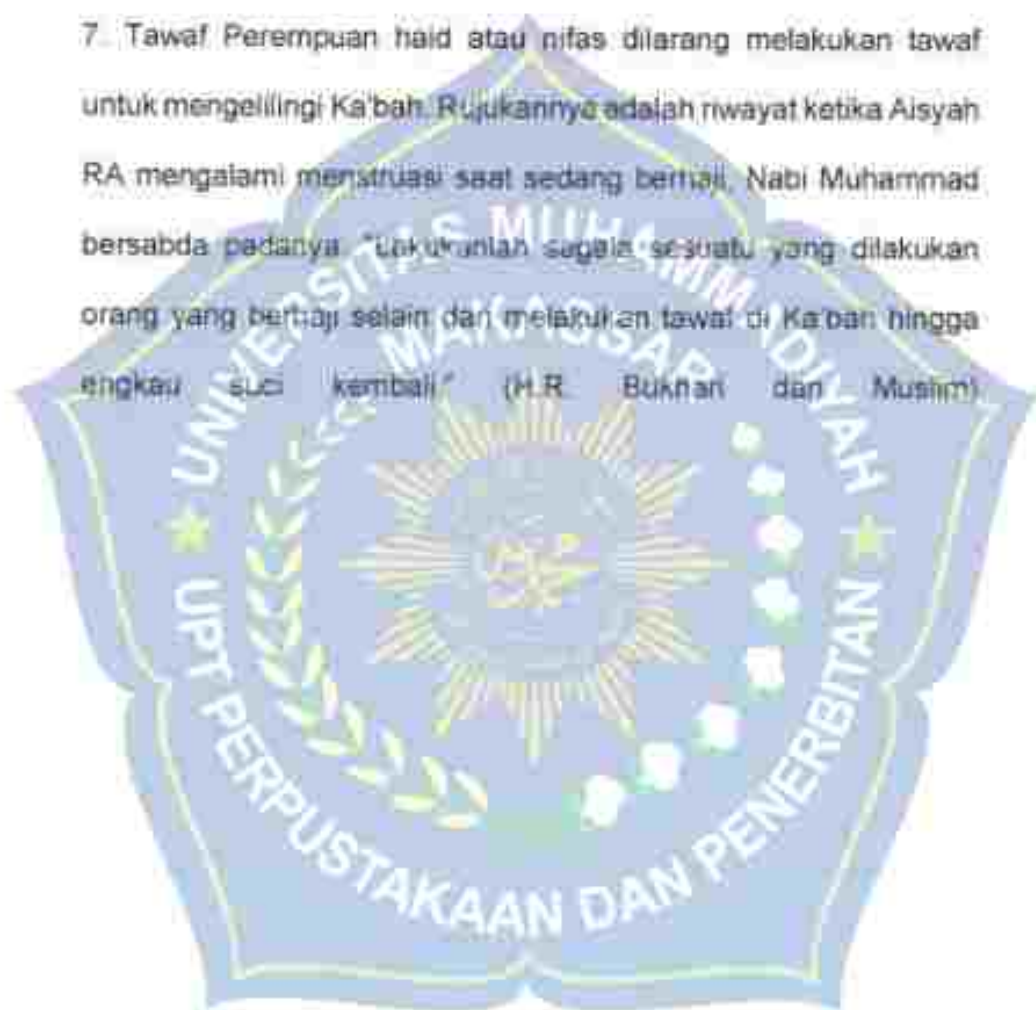 7. Tawaf Perempuan haid atau nifas dilarang melakukan tawaf
untuk mengelilingi Ka'bah. Rujukannya adalah riwayat ketika Aisyah
RA mengalami menstruasi saat sedang berhaji. Nabi Muhammad
bersabda padanya. "Lakukanlah segala sesuatu yang dilakukan
orang yang berhaji selain dari melakukan tawaf di Ka'bah hingga
engkau suci kembali." (H.R. Bukhari dan Muslim)
UNIVERSITAS MUHAMMADIYAH
MAKASSAR
UPT PERPUSTAKAAN DAN PENERBITAN